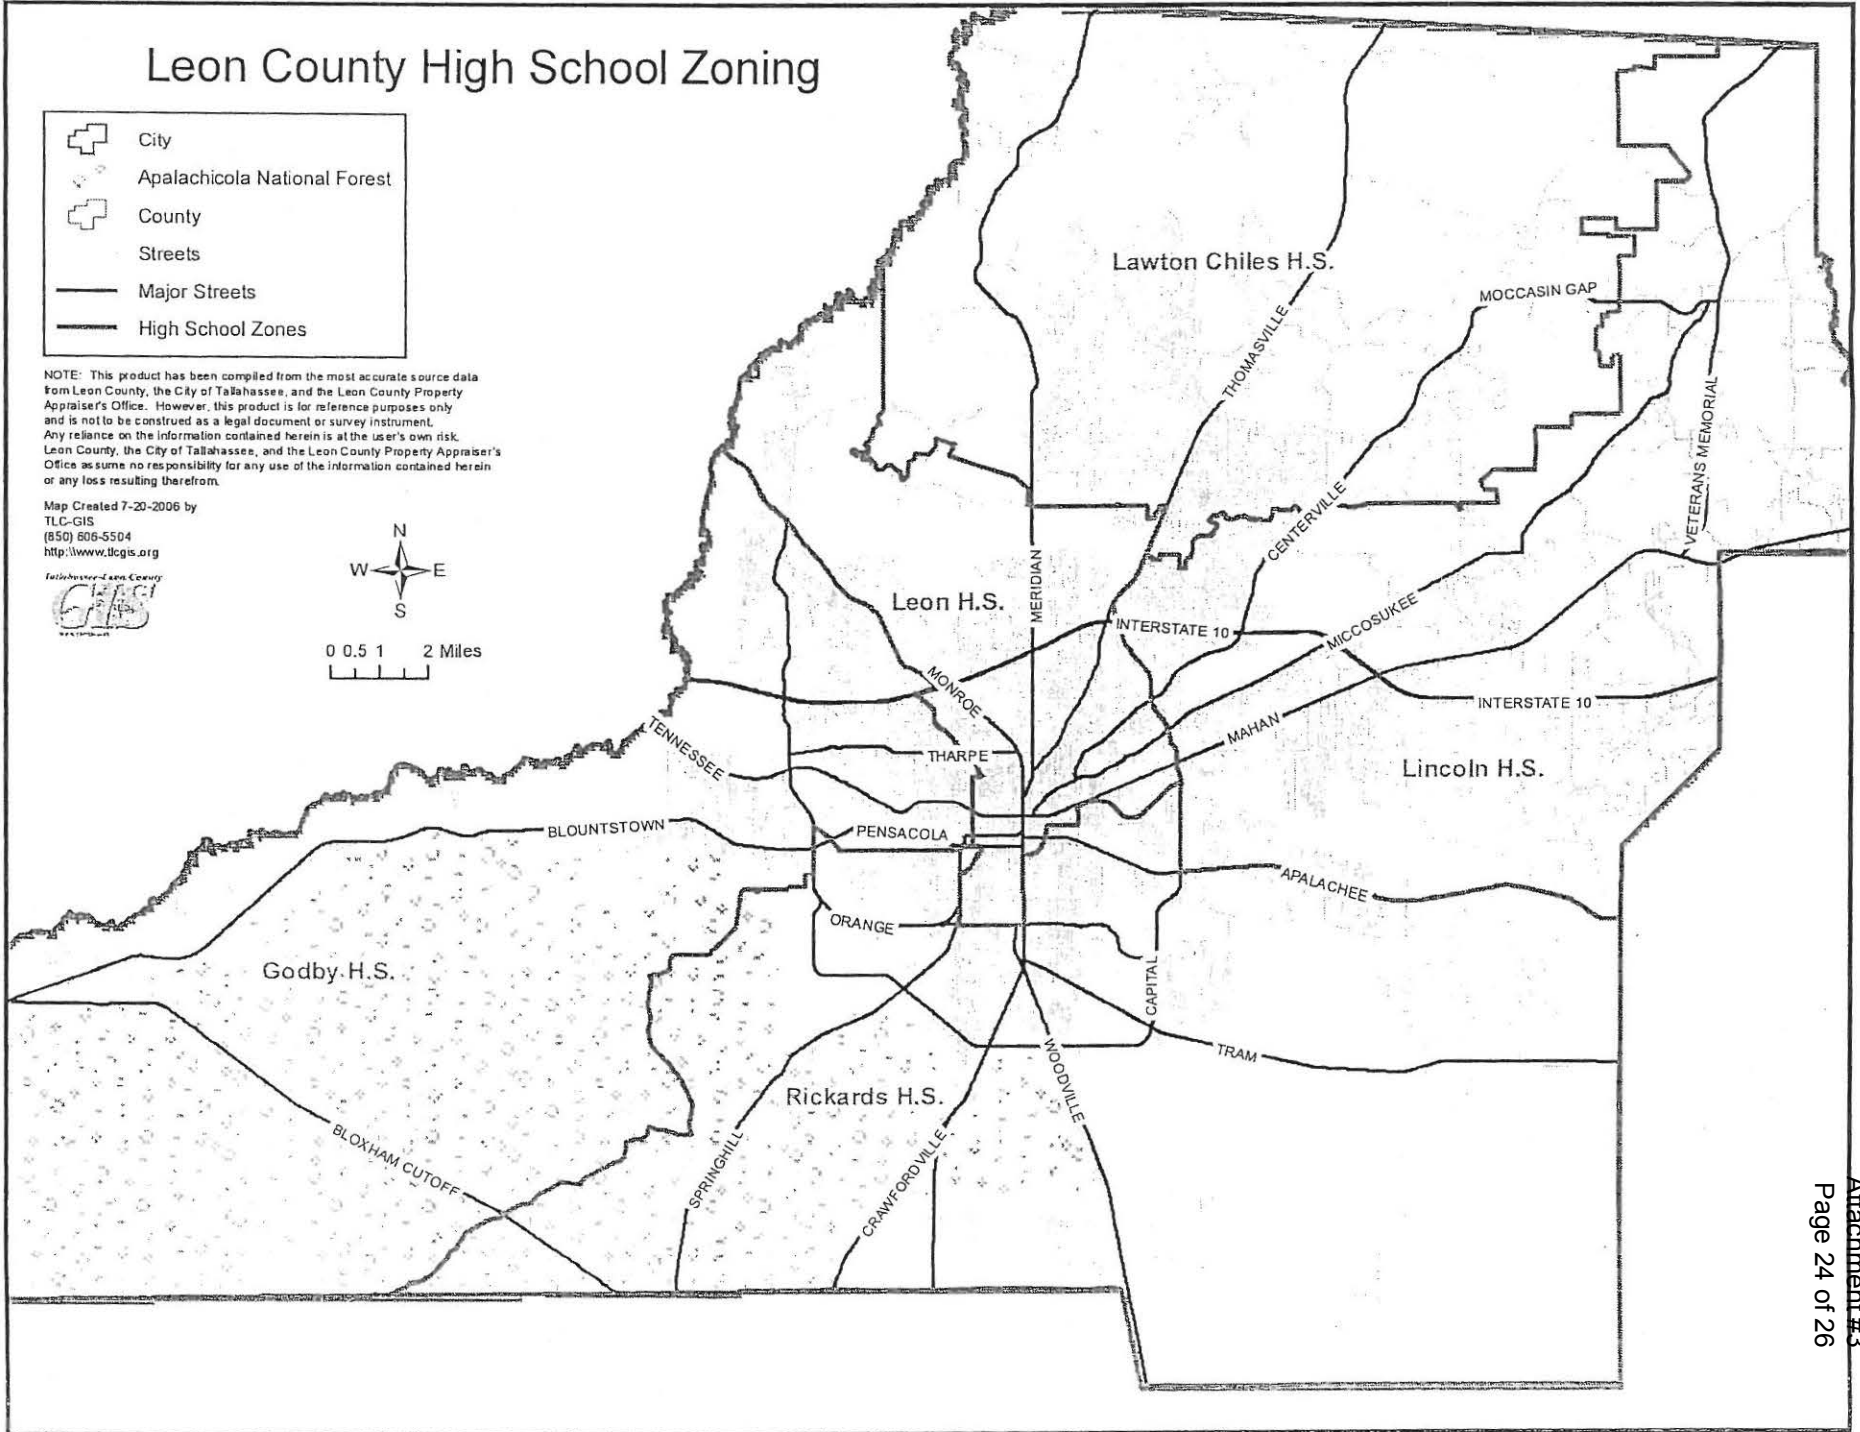 Leon County High School Zoning
City
Apalachicola National Forest
County
Streets
Major Streets
High School Zones
NOTE: This product has been compiled from the most accurate source data
from Leon County, the City of Tallahassee, and the Leon County Property
Appraiser's Office. However, this product is for reference purposes only
and is not to be construed as a legal document or survey instrument.
Any reliance on the information contained herein is at the user's own risk.
Leon County, the City of Tallahassee, and the Leon County Property Appraiser's
Office assume no responsibility for any use of the information contained herein
or any loss resulting therefrom.
Map Created 7-20-2006 by
TLC-GIS
(850) 606-5504
http:\\www.tlcgis.org
Tallahassee-Leon County
GIS
N
W
E
S
0 0.5 1 2 Miles
Lawton Chiles H.S.
MOCCASIN GAP
THOMASVILLE
VETERANS MEMORIAL
CENTERVILLE
MERIDIAN
Leon H.S.
INTERSTATE 10
MICCOSUKEE
MONROE
INTERSTATE 10
MAHAN
TENNESSEE
THARPE
Lincoln H.S.
BLOUNTSTOWN
PENSACOLA
APALACHEE
ORANGE
Godby H.S.
CAPITAL
WOODVILLE
TRAM
Rickards H.S.
BLOXHAM CUTOFF
SPRINGHILL
CRAWFORDVILLE
Attachment #3
Page 24 of 26